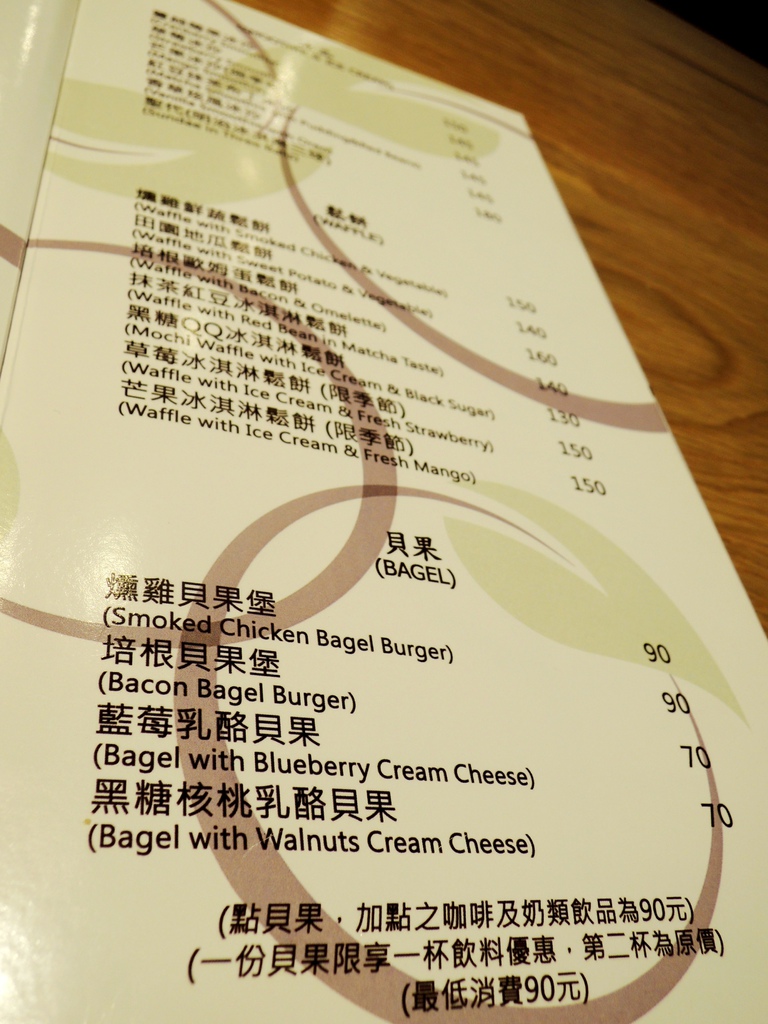 140
140
180
(Sundae in
鬆餅
(WAFFLE)
燻雞鮮蔬鬆餅
(Waffle with Smoked Chicken & Vegetable) 150
田園地瓜鬆餅
(Waffle with Sweet Potato & Vegetable) 140
培根歐姆蛋鬆餅
(Waffle with Bacon & Omelette) 160
抹茶紅豆冰淇淋鬆餅
(Waffle with Red Bean in Matcha Taste) 140
黑糖QQ冰淇淋鬆餅
(Mochi Waffle with Ice Cream & Black Sugar) 130
草莓冰淇淋鬆餅 (限季節)
(Waffle with Ice Cream & Fresh Strawberry) 150
芒果冰淇淋鬆餅 (限季節)
(Waffle with Ice Cream & Fresh Mango) 150
貝果
(BAGEL)
燻雞貝果堡
(Smoked Chicken Bagel Burger) 90
培根貝果堡
(Bacon Bagel Burger) 90
藍莓乳酪貝果
(Bagel with Blueberry Cream Cheese) 70
黑糖核桃乳酪貝果
(Bagel with Walnuts Cream Cheese) 70
(點貝果，加點之咖啡及奶類飲品為90元)
(一份貝果限享一杯飲料優惠，第二杯為原價)
(最低消費90元)